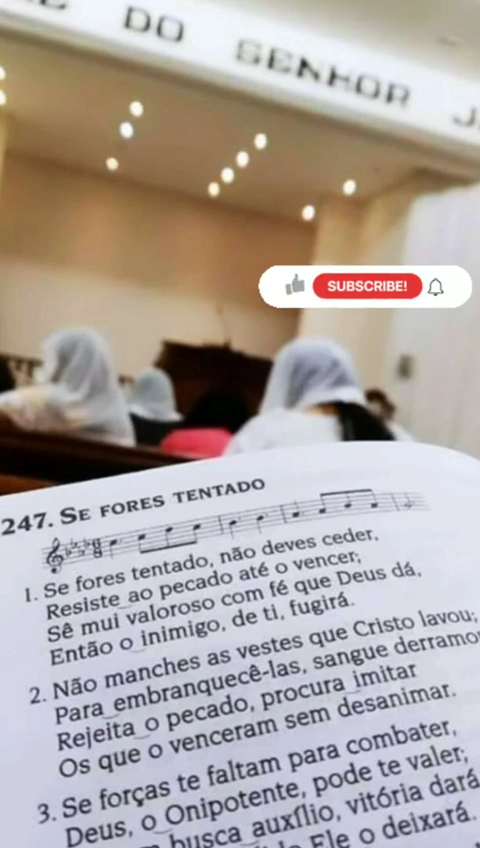 DO SENHOR
SUBSCRIBE!
247. SE FORES TENTADO
1. Se fores tentado, não deves ceder,
Resiste ao pecado até o vencer;
Sê mui valoroso com fé que Deus dá,
Então o inimigo, de ti, fugirá.
2. Não manches as vestes que Cristo lavou;
Para embranquecê-las, sangue derramo
Rejeita o pecado, procura imitar
Os que o venceram sem desanimar.
3. Se forças te faltam para combater,
Deus, o Onipotente, pode te valer;
busca auxílio, vitória dará
Ele o deixará.